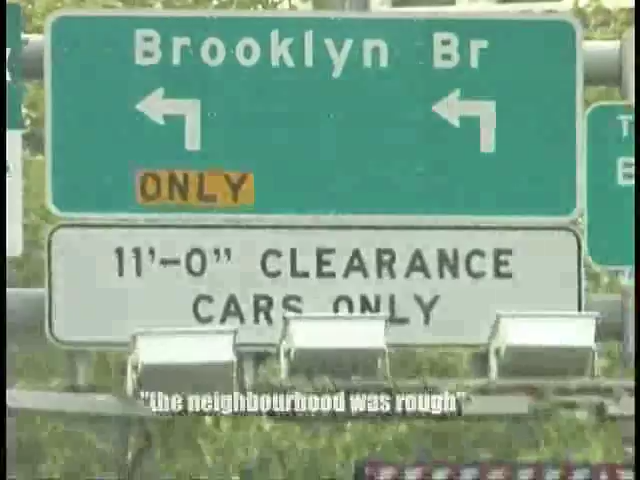 Brooklyn Br
ONLY
11'-0" CLEARANCE
CARS ONLY
"the neighbourhood was rough"